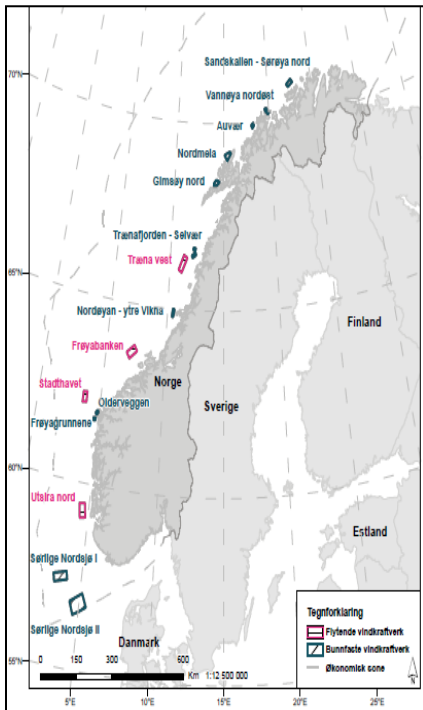 70°N
Sandskallen - Sørøya nord
Vannøya nordøst
Auvær
Nordmela
Gimsøy nord
Trænafjorden - Selvær
Træna vest
65°N
Nordøyan - ytre Vikna
Finland
Frøyabanken
Norge
Stadthavet
Olderveggen
Sverige
Frøyagrunnene
60°N
Utsira nord
Estland
Sørlige Nordsjø I
Sørlige Nordsjø II
Danmark
55°N
Tegnforklaring
Flytende vindkraftverk
Bunnfaste vindkraftverk
Økonomisk sone
0 150 300 600
Km 1:12 500 000
N
5°E 10°E 15°E 20°E 25°E